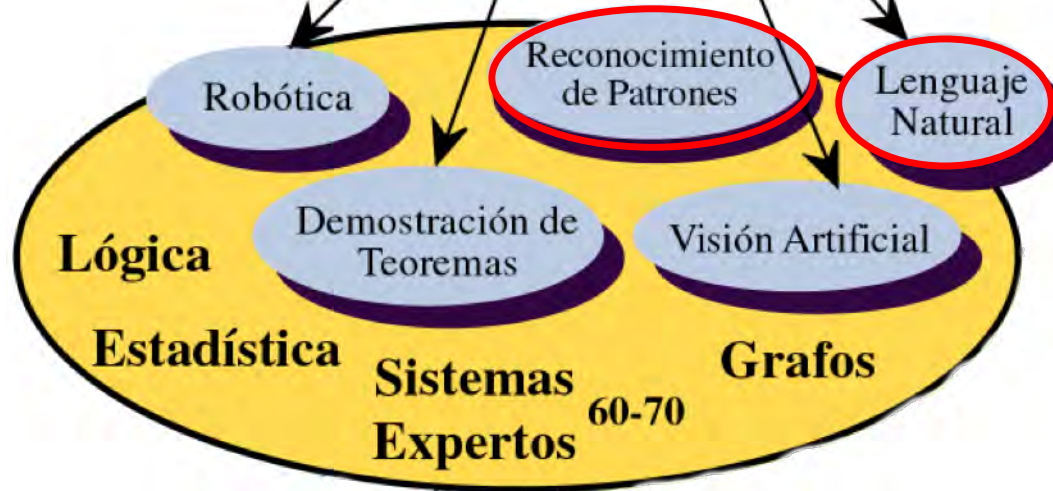 Robótica
Reconocimiento
de Patrones
Lenguaje
Natural
Demostración de
Teoremas
Visión Artificial
Lógica
Estadística
Sistemas
Expertos
60-70
Grafos